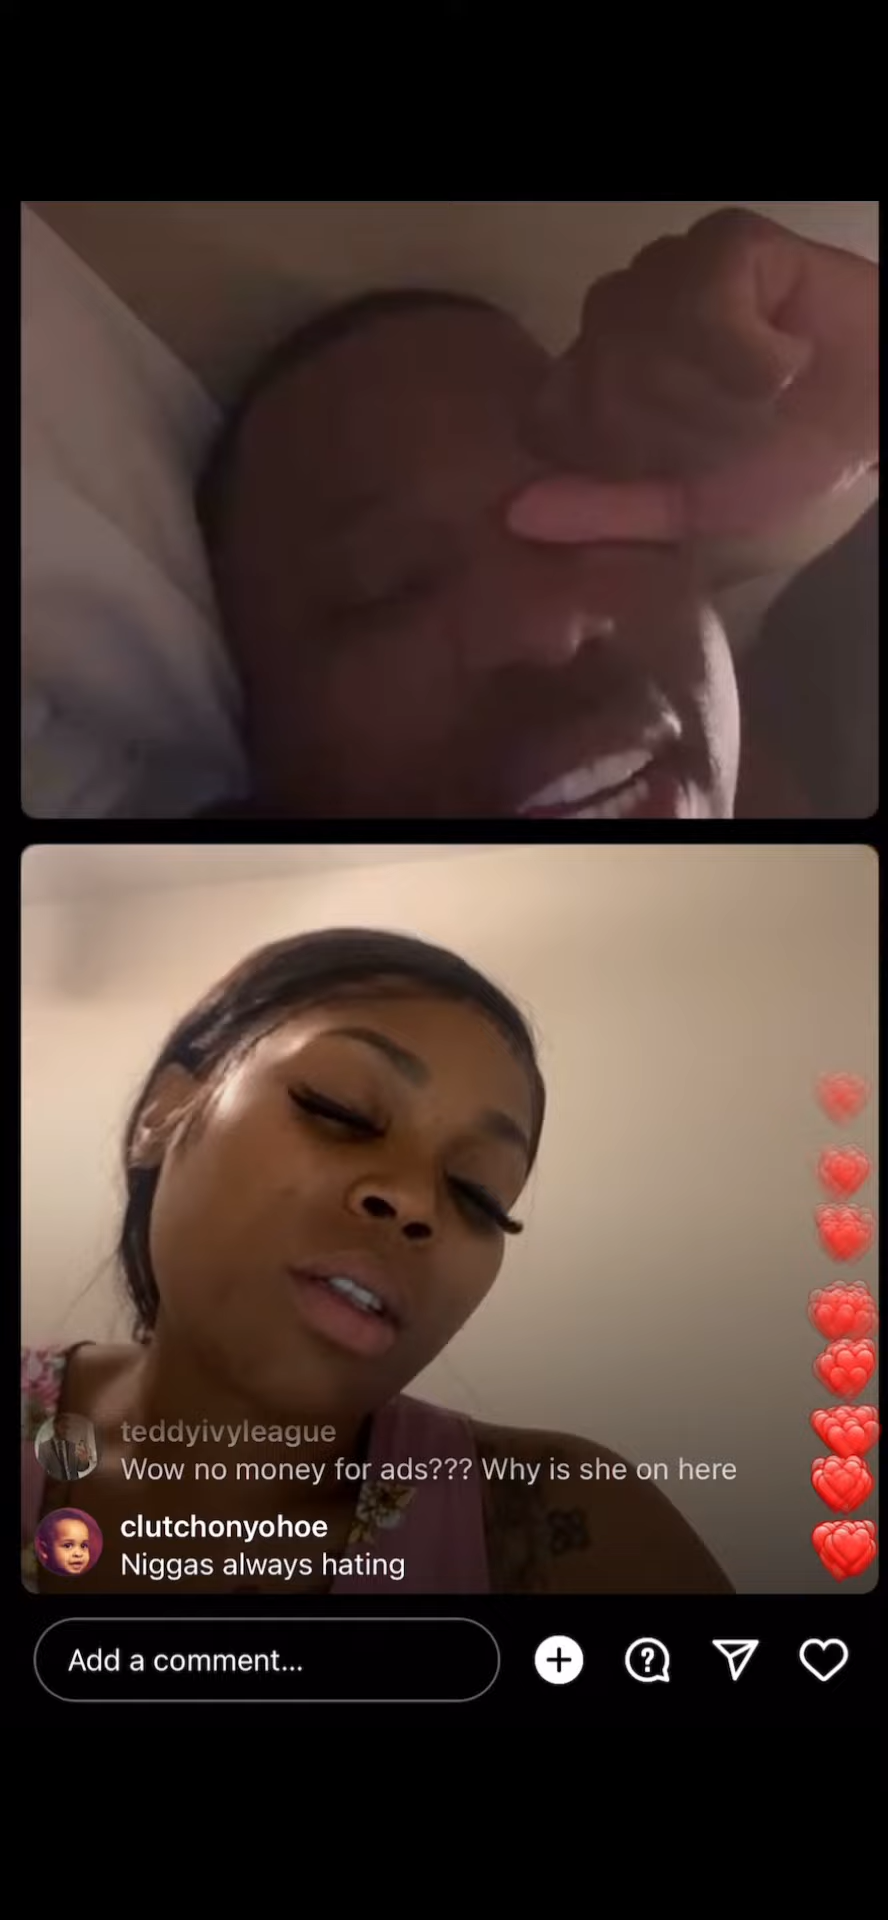 teddyivyleague
Wow no money for ads??? Why is she on here
clutchonyohoe
Niggas always hating
Add a comment...